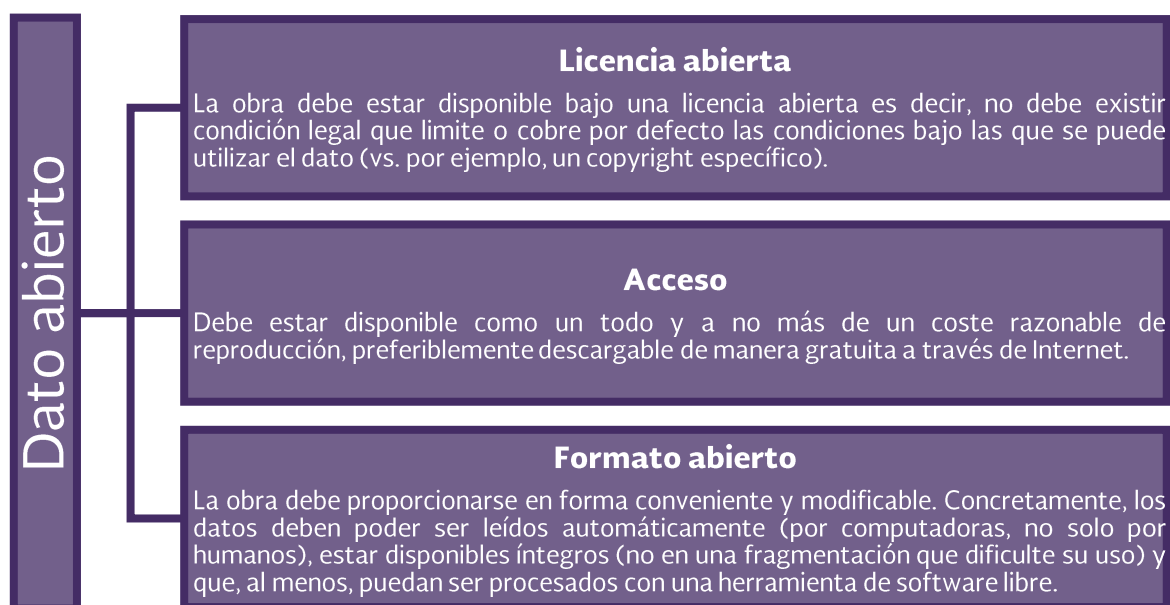 Dato abierto
Licencia abierta
La obra debe estar disponible bajo una licencia abierta es decir, no debe existir
condición legal que limite o cobre por defecto las condiciones bajo las que se puede
utilizar el dato (vs. por ejemplo, un copyright específico).
Acceso
Debe estar disponible como un todo y a no más de un coste razonable de
reproducción, preferiblemente descargable de manera gratuita a través de Internet.
Formato abierto
La obra debe proporcionarse en forma conveniente y modificable. Concretamente, los
datos deben poder ser leídos automáticamente (por computadoras, no solo por
humanos), estar disponibles íntegros (no en una fragmentación que dificulte su uso) y
que, al menos, puedan ser procesados con una herramienta de software libre.